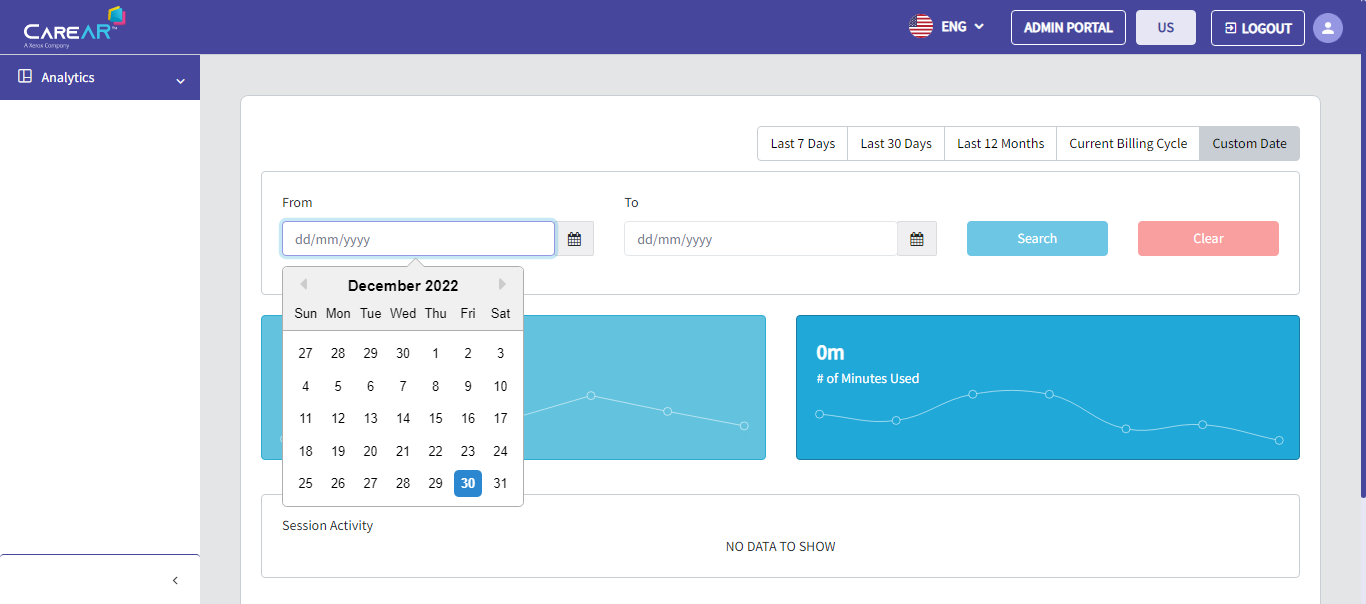 CAREAR™
A Xerox Company
ENG
ADMIN PORTAL
US
LOGOUT
Analytics
Last 7 Days
Last 30 Days
Last 12 Months
Current Billing Cycle
Custom Date
From
To
dd/mm/yyyy
dd/mm/yyyy
Search
Clear
December 2022
Sun Mon Tue Wed Thu Fri Sat
27 28 29 30 1 2 3
4 5 6 7 8 9 10
11 12 13 14 15 16 17
18 19 20 21 22 23 24
25 26 27 28 29 30 31
0m
# of Minutes Used
Session Activity
NO DATA TO SHOW